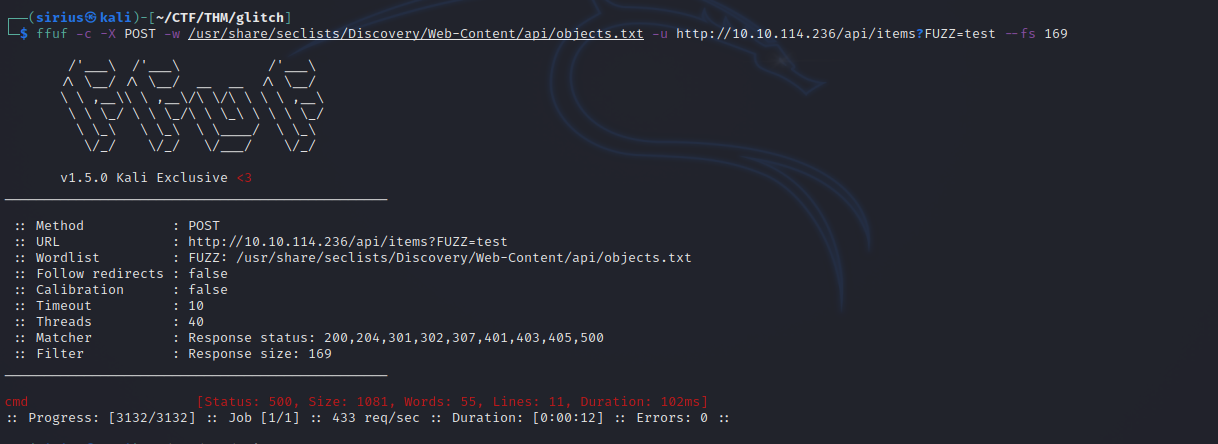 ┌──(sirius㉿kali)-[~/CTF/THM/glitch]
└─$ ffuf -c -X POST -w /usr/share/seclists/Discovery/Web-Content/api/objects.txt -u http://10.10.114.236/api/items?FUZZ=test --fs 169
        /'___\  /'___\           /'___\
       /\ \__/ /\ \__/  __  __  /\ \__/
       \ \ ,__\\ \ ,__\/\ \/\ \ \ \ ,__\
        \ \ \_/ \ \ \_/\ \ \_\ \ \ \ \_/
         \ \_\   \ \_\  \ \____/  \ \_\
          \/_/    \/_/   \/___/    \/_/
       v1.5.0 Kali Exclusive <3
________________________________________________
 :: Method           : POST
 :: URL              : http://10.10.114.236/api/items?FUZZ=test
 :: Wordlist         : FUZZ: /usr/share/seclists/Discovery/Web-Content/api/objects.txt
 :: Follow redirects : false
 :: Calibration      : false
 :: Timeout          : 10
 :: Threads          : 40
 :: Matcher          : Response status: 200,204,301,302,307,401,403,405,500
 :: Filter           : Response size: 169
________________________________________________
cmd                     [Status: 500, Size: 1081, Words: 55, Lines: 11, Duration: 102ms]
:: Progress: [3132/3132] :: Job [1/1] :: 433 req/sec :: Duration: [0:00:12] :: Errors: 0 ::